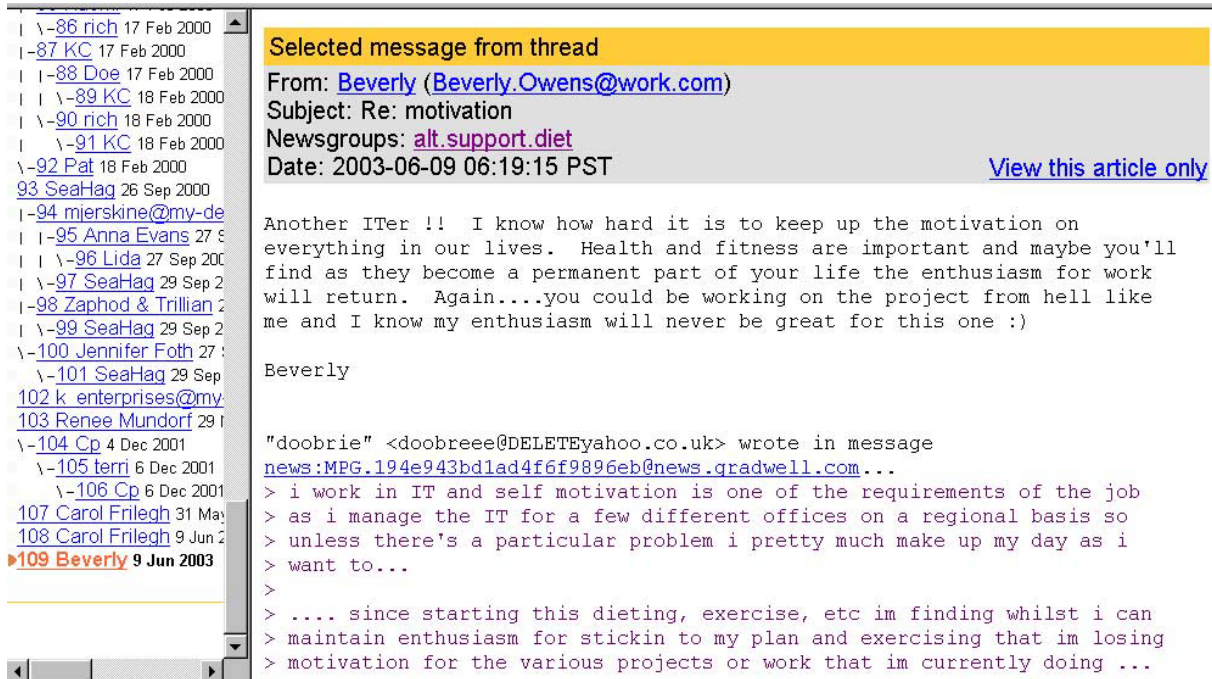 \-86 rich 17 Feb 2000
|-87 KC 17 Feb 2000
| |-88 Doe 17 Feb 2000
| | \-89 KC 18 Feb 2000
| \-90 rich 18 Feb 2000
| \-91 KC 18 Feb 2000
\-92 Pat 18 Feb 2000
93 SeaHag 26 Sep 2000
|-94 mjerskine@my-de
| |-95 Anna Evans 27 S
| | \-96 Lida 27 Sep 200
| \-97 SeaHag 29 Sep 2
|-98 Zaphod & Trillian 2
| \-99 SeaHag 29 Sep 2
\-100 Jennifer Foth 27 S
\-101 SeaHag 29 Sep
102 k_enterprises@my-
103 Renee Mundorf 29
\-104 Cp 4 Dec 2001
\-105 terri 6 Dec 2001
\-106 Cp 6 Dec 2001
107 Carol Frilegh 31 May
108 Carol Frilegh 9 Jun 2
109 Beverly 9 Jun 2003
Selected message from thread
From: Beverly (Beverly.Owens@work.com)
Subject: Re: motivation
Newsgroups: alt.support.diet
Date: 2003-06-09 06:19:15 PST
View this article only
Another ITer !!  I know how hard it is to keep up the motivation on
everything in our lives.  Health and fitness are important and maybe you'll
find as they become a permanent part of your life the enthusiasm for work
will return.  Again....you could be working on the project from hell like
me and I know my enthusiasm will never be great for this one :)
Beverly
"doobrie" <doobreee@DELETEyahoo.co.uk> wrote in message
news:MPG.194e943bd1ad4f6f9896eb@news.gradwell.com...
> i work in IT and self motivation is one of the requirements of the job
> as i manage the IT for a few different offices on a regional basis so
> unless there's a particular problem i pretty much make up my day as i
> want to...
>
> .... since starting this dieting, exercise, etc im finding whilst i can
> maintain enthusiasm for stickin to my plan and exercising that im losing
> motivation for the various projects or work that im currently doing ...